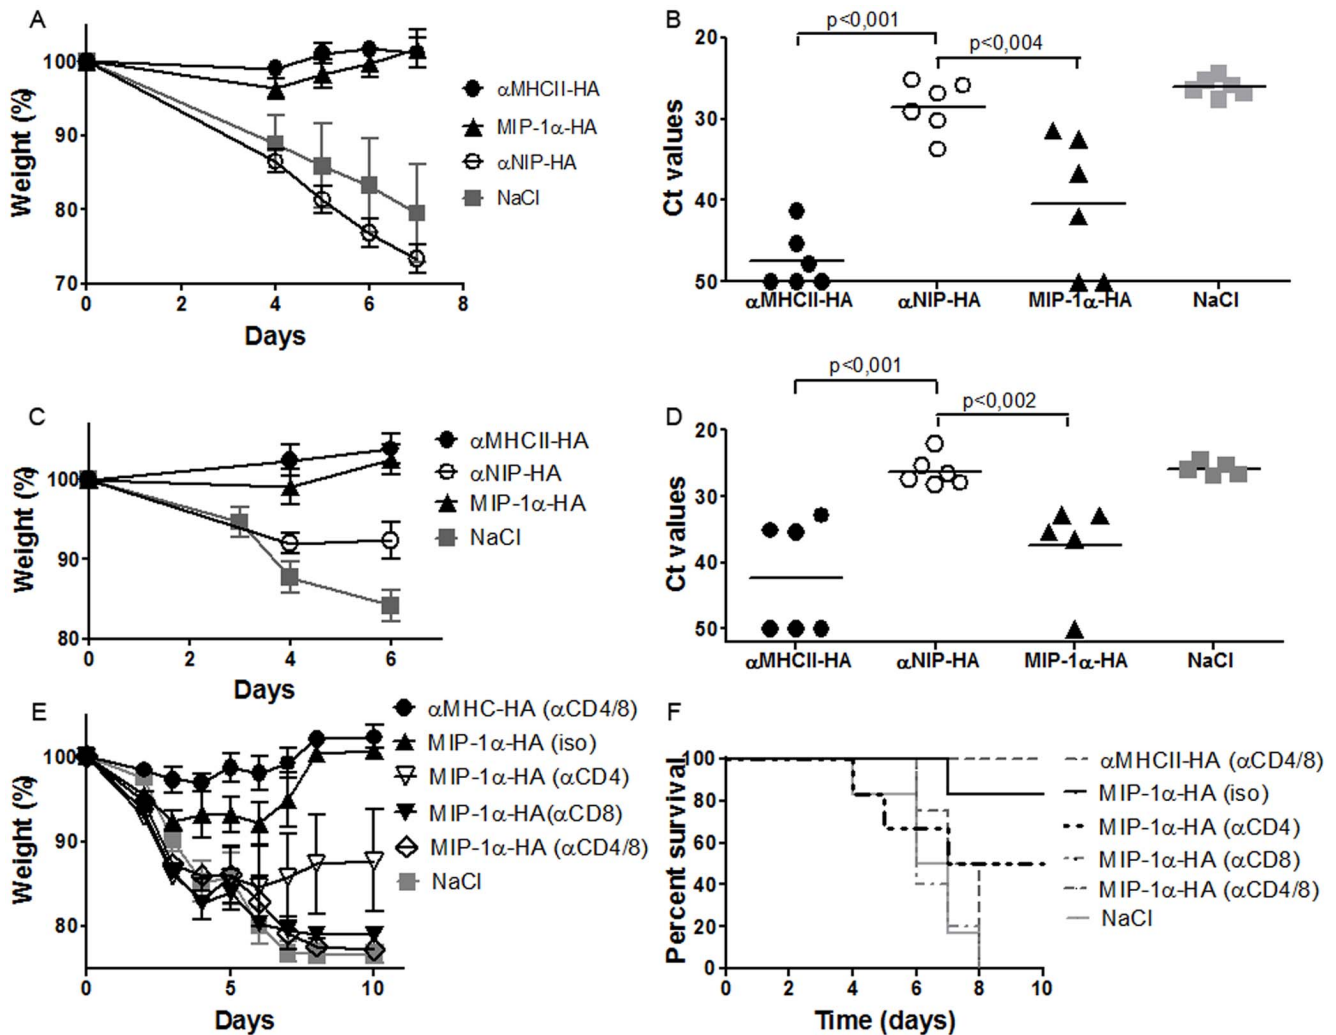 A
Weight (%)
100
90
80
70
0 2 4 6 8
Days
αMHCII-HA
MIP-1α-HA
αNIP-HA
NaCl
B
p<0,001
p<0,004
Ct values
20
30
40
50
αMHCII-HA αNIP-HA MIP-1α-HA NaCl
C
Weight (%)
100
90
80
0 2 4 6
Days
αMHCII-HA
αNIP-HA
MIP-1α-HA
NaCl
D
p<0,001
p<0,002
Ct values
20
30
40
50
αMHCII-HA αNIP-HA MIP-1α-HA NaCl
E
Weight (%)
100
90
80
0 5 10
Days
αMHC-HA (αCD4/8)
MIP-1α-HA (iso)
MIP-1α-HA (αCD4)
MIP-1α-HA(αCD8)
MIP-1α-HA (αCD4/8)
NaCl
F
Percent survival
100
80
60
40
20
0
0 2 4 6 8 10
Time (days)
αMHCII-HA (αCD4/8)
MIP-1α-HA (iso)
MIP-1α-HA (αCD4)
MIP-1α-HA (αCD8)
MIP-1α-HA (αCD4/8)
NaCl